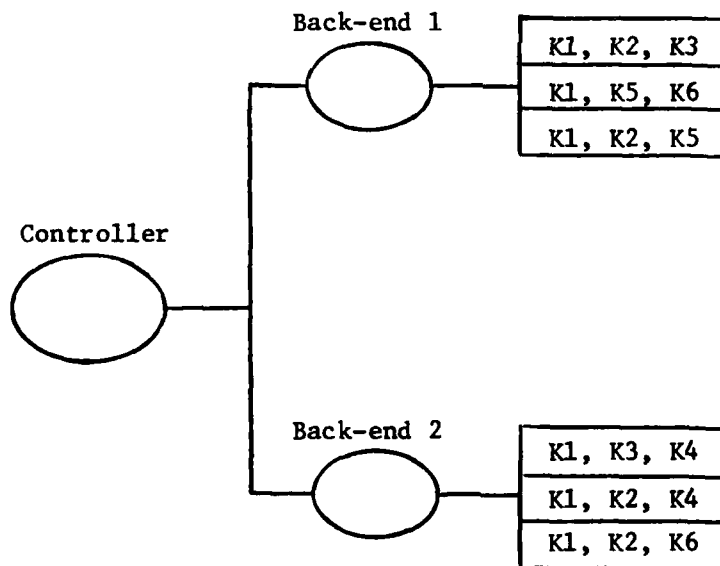 Back-end 1
K1, K2, K3
K1, K5, K6
K1, K2, K5
Controller
Back-end 2
K1, K3, K4
K1, K2, K4
K1, K2, K6